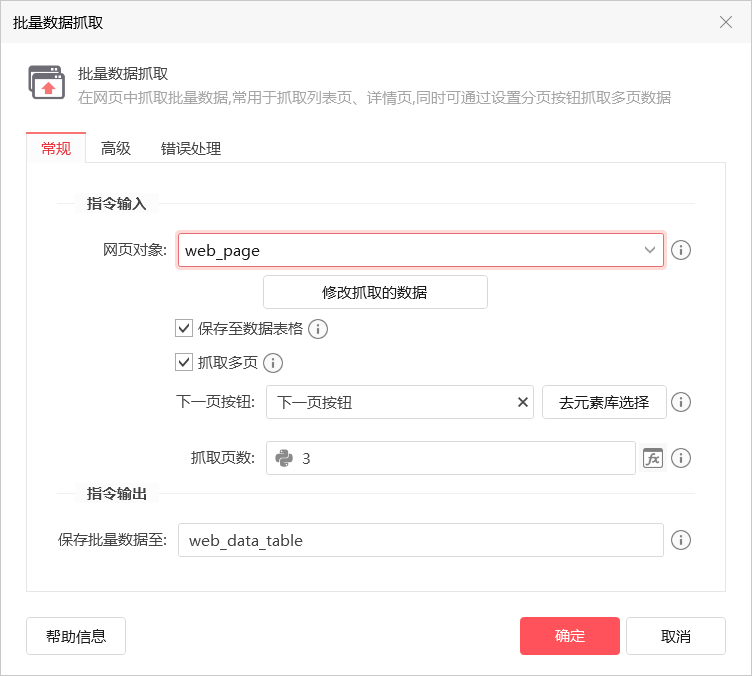 批量数据抓取
批量数据抓取
在网页中抓取批量数据,常用于抓取列表页、详情页,同时可通过设置分页按钮抓取多页数据
常规 高级 错误处理
指令输入
网页对象: web_page
修改抓取的数据
保存至数据表格
抓取多页
下一页按钮: 下一页按钮 去元素库选择
抓取页数: 3 fx
指令输出
保存批量数据至: web_data_table
帮助信息 确定 取消